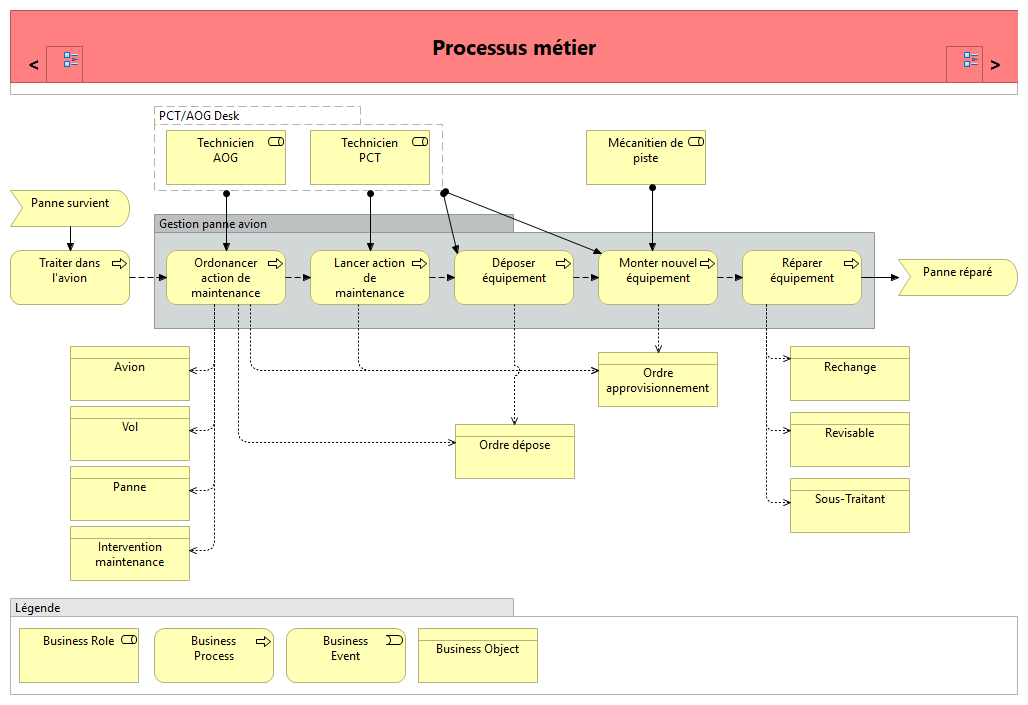 Processus métier
<
>
PCT/AOG Desk
Technicien
AOG
Technicien
PCT
Mécanitien de
piste
Panne survient
Gestion panne avion
Traiter dans
l'avion
Ordonancer
action de
maintenance
Lancer action
de
maintenance
Déposer
équipement
Monter nouvel
équipement
Réparer
équipement
Panne réparé
Avion
Vol
Panne
Intervention
maintenance
Ordre dépose
Ordre
approvisionnement
Rechange
Revisable
Sous-Traitant
Légende
Business Role
Business
Process
Business
Event
Business Object